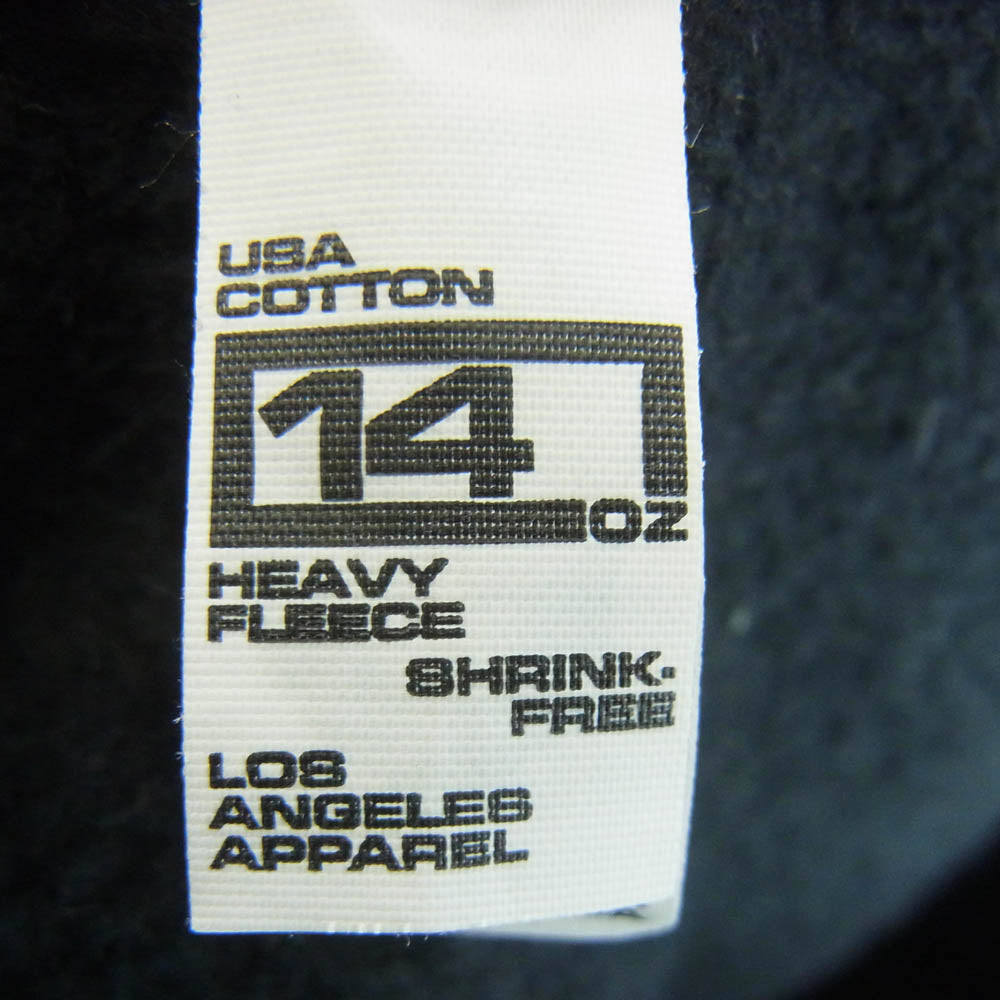 USA
COTTON
14
OZ
HEAVY
FLEECE
SHRINK-
FREE
LOS
ANGELES
APPAREL